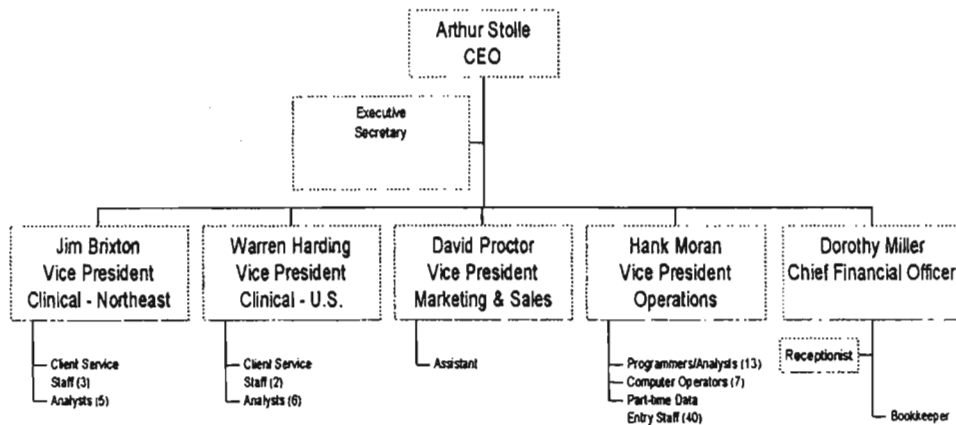 Arthur Stolle
CEO
Executive
Secretary
Jim Brixton
Vice President
Clinical - Northeast
Warren Harding
Vice President
Clinical - U.S.
David Proctor
Vice President
Marketing & Sales
Hank Moran
Vice President
Operations
Dorothy Miller
Chief Financial Officer
Client Service
Staff (3)
Analysts (5)
Client Service
Staff (2)
Analysts (6)
Assistant
Programmers/Analysts (13)
Computer Operators (7)
Part-time Data
Entry Staff (40)
Receptionist
Bookkeeper